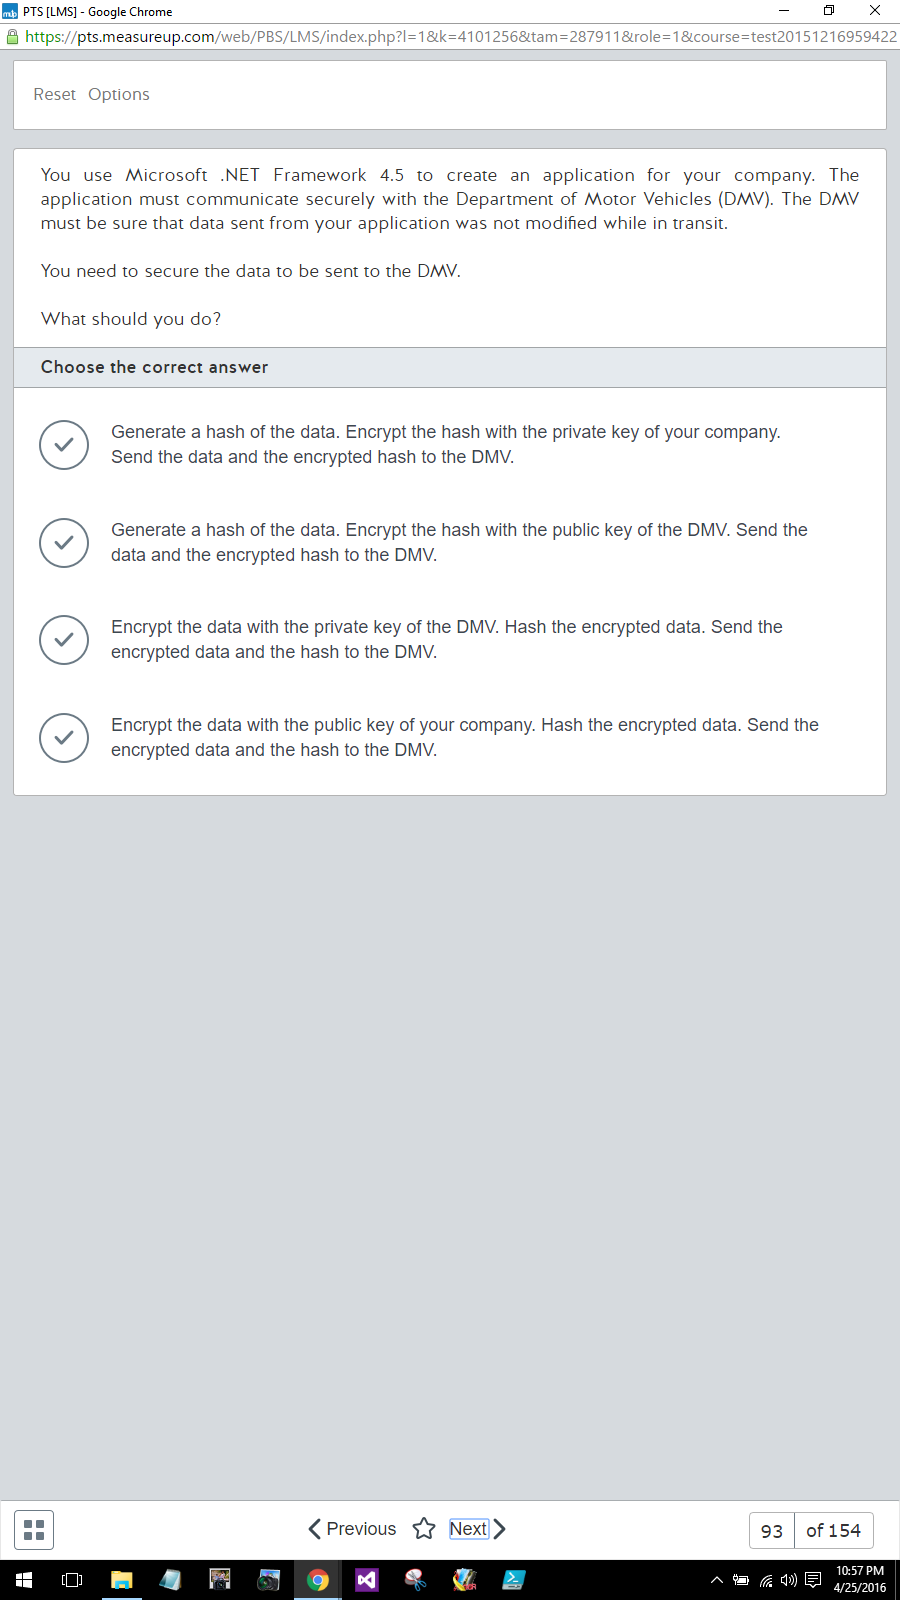 PTS [LMS] - Google Chrome
https://pts.measureup.com/web/PBS/LMS/index.php?l=1&k=4101256&tam=287911&role=1&course=test20151216959422
Reset Options
You use Microsoft .NET Framework 4.5 to create an application for your company. The
application must communicate securely with the Department of Motor Vehicles (DMV). The DMV
must be sure that data sent from your application was not modified while in transit.
You need to secure the data to be sent to the DMV.
What should you do?
Choose the correct answer
Generate a hash of the data. Encrypt the hash with the private key of your company.
Send the data and the encrypted hash to the DMV.
Generate a hash of the data. Encrypt the hash with the public key of the DMV. Send the
data and the encrypted hash to the DMV.
Encrypt the data with the private key of the DMV. Hash the encrypted data. Send the
encrypted data and the hash to the DMV.
Encrypt the data with the public key of your company. Hash the encrypted data. Send the
encrypted data and the hash to the DMV.
Previous Next 93 of 154
10:57 PM
4/25/2016